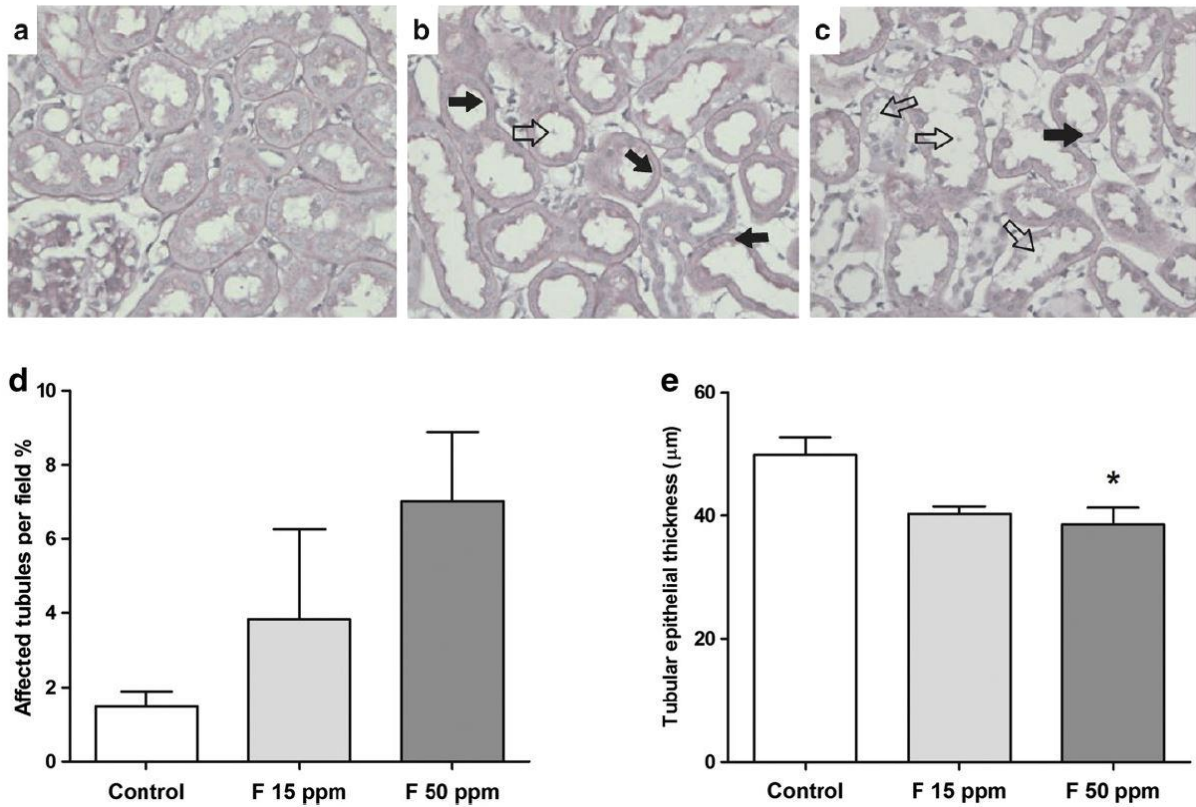 a
b
c
d
Affected tubules per field %
10
8
6
4
2
0
Control
F 15 ppm
F 50 ppm
e
Tubular epithelial thickness (μm)
60
40
20
0
*
Control
F 15 ppm
F 50 ppm